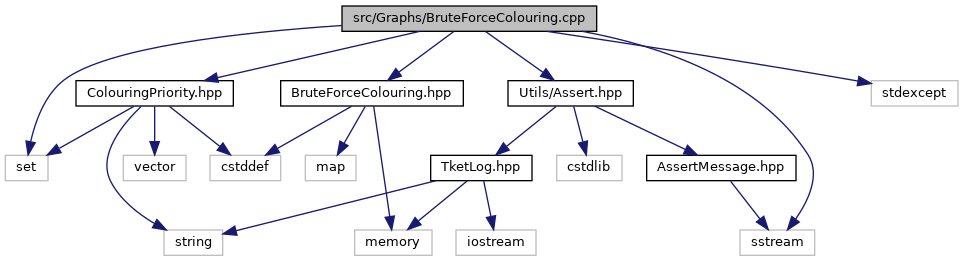 src/Graphs/BruteForceColouring.cpp
ColouringPriority.hpp
BruteForceColouring.hpp
Utils/Assert.hpp
stdexcept
set
vector
cstddef
map
TketLog.hpp
cstdlib
AssertMessage.hpp
string
memory
iostream
sstream